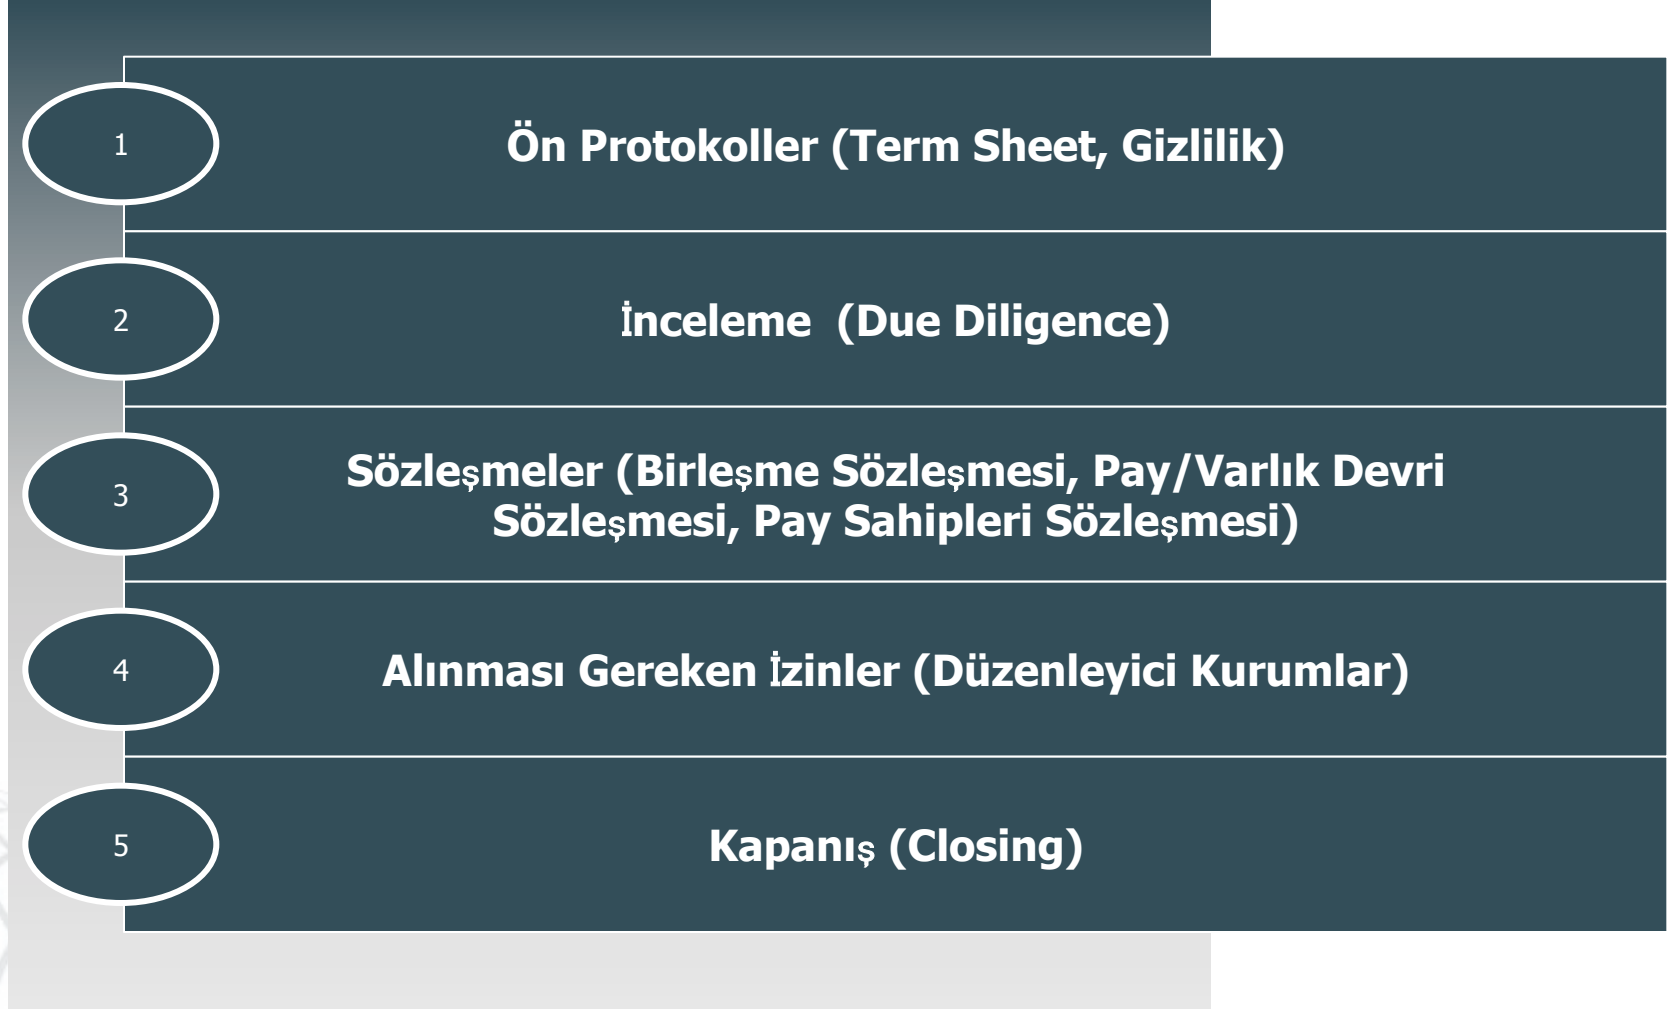 1
Ön Protokoller (Term Sheet, Gizlilik)
2
İnceleme  (Due Diligence)
3
Sözleşmeler (Birleşme Sözleşmesi, Pay/Varlık Devri
Sözleşmesi, Pay Sahipleri Sözleşmesi)
4
Alınması Gereken İzinler (Düzenleyici Kurumlar)
5
Kapanış (Closing)